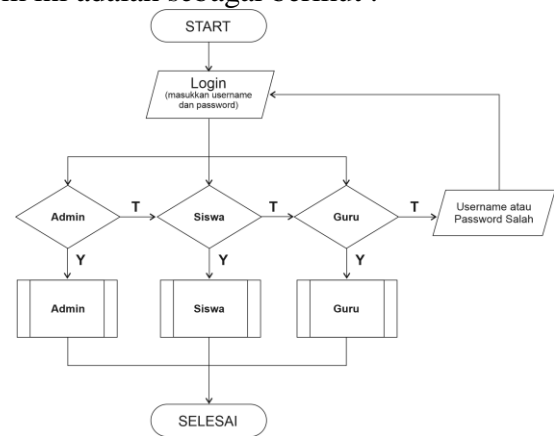 ini adalah sebagai berikut :
START
Login
(masukkan username
dan password)
Admin
T
Siswa
T
Guru
T
Username atau
Password Salah
Y
Y
Y
Admin
Siswa
Guru
SELESAI